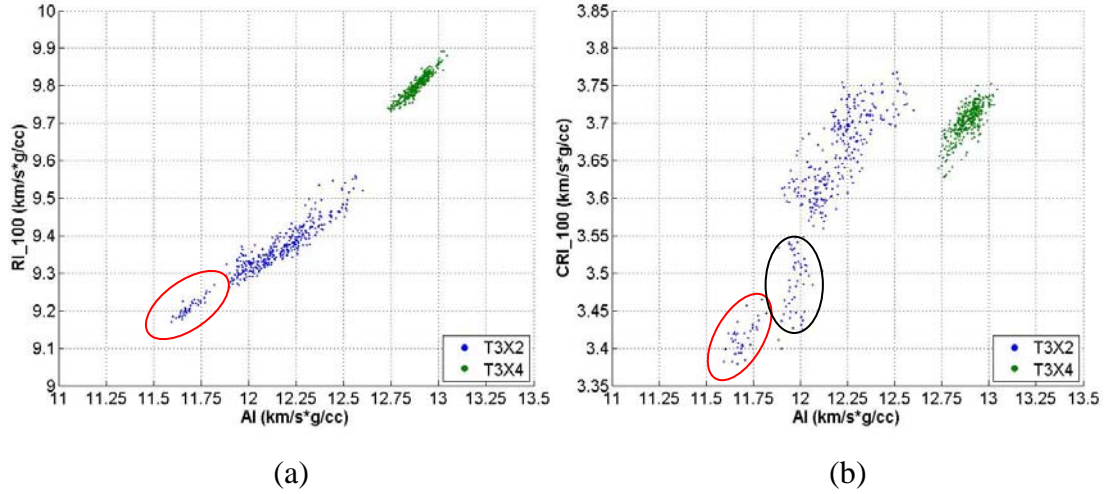 10
9.9
9.8
9.7
9.6
9.5
9.4
9.3
9.2
9.1
9
RI_100 (km/s*g/cc)
11 11.25 11.5 11.75 12 12.25 12.5 12.75 13 13.25 13.5
AI (km/s*g/cc)
T3X2
T3X4
(a)
3.85
3.8
3.75
3.7
3.65
3.6
3.55
3.5
3.45
3.4
3.35
CRI_100 (km/s*g/cc)
11 11.25 11.5 11.75 12 12.25 12.5 12.75 13 13.25 13.5
AI (km/s*g/cc)
T3X2
T3X4
(b)